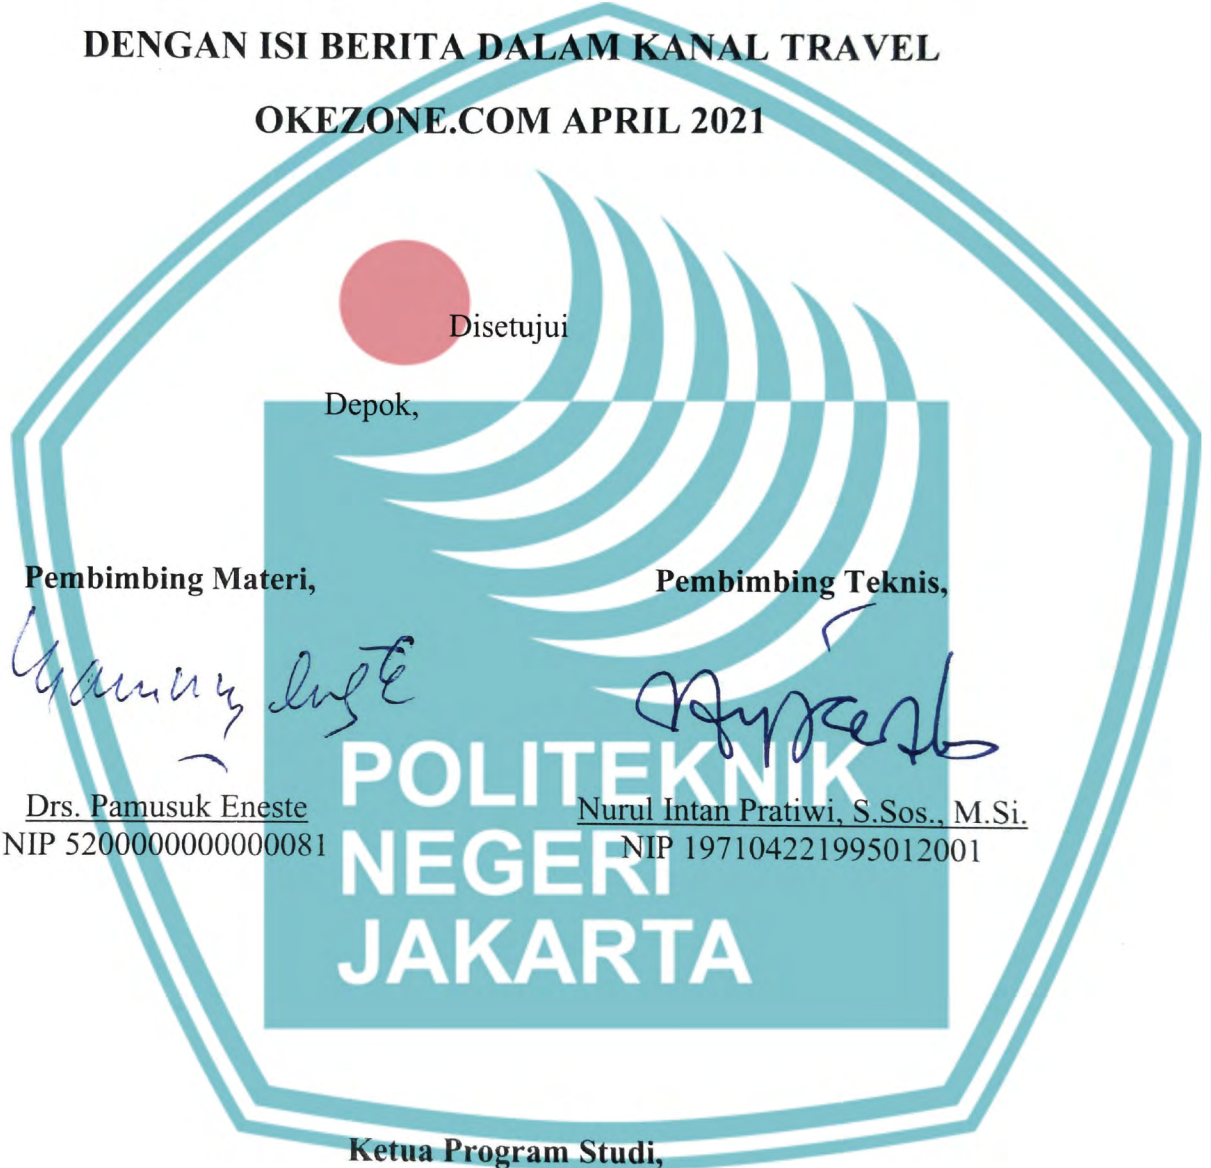 DENGAN ISI BERITA DALAM KANAL TRAVEL
OKEZONE.COM APRIL 2021
Disetujui
Depok,
Pembimbing Materi,
Pembimbing Teknis,
POLITEKNIK
NEGERI
JAKARTA
Drs. Pamusuk Eneste
NIP 5200000000000081
Nurul Intan Pratiwi, S.Sos., M.Si.
NIP 197104221995012001
Ketua Program Studi,